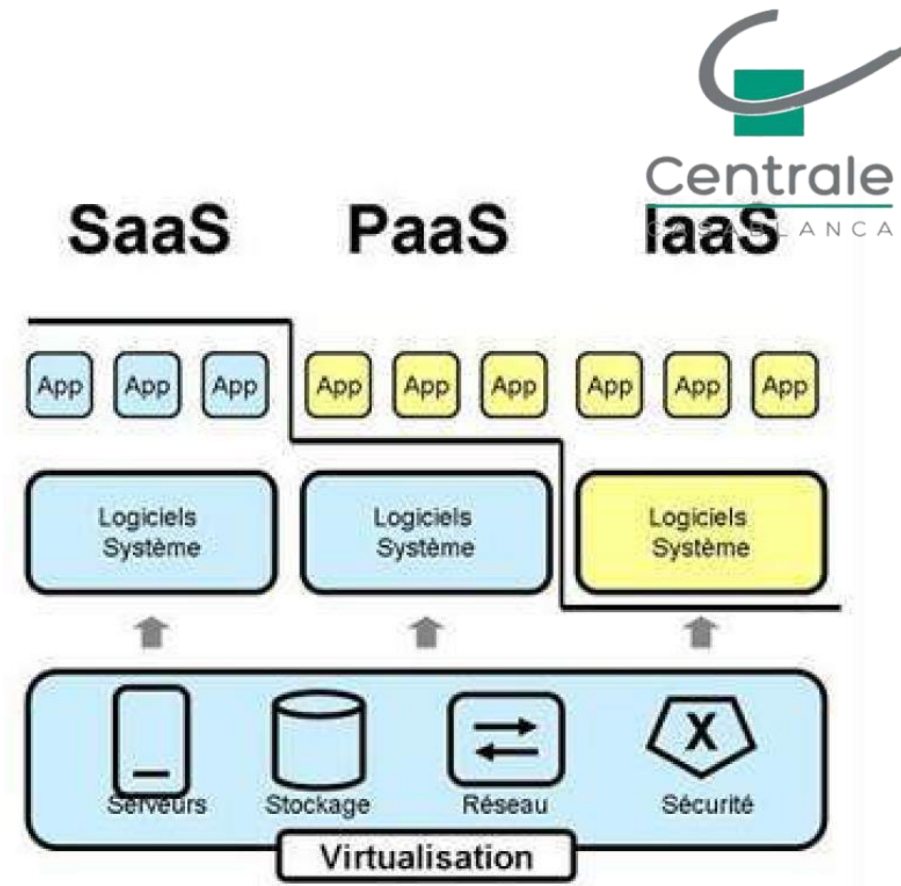 Centrale
CASABLANCA
SaaS PaaS IaaS
App App App App App App App App App
Logiciels Logiciels Logiciels
Système Système Système
X
Serveurs Stockage Réseau Sécurité
Virtualisation